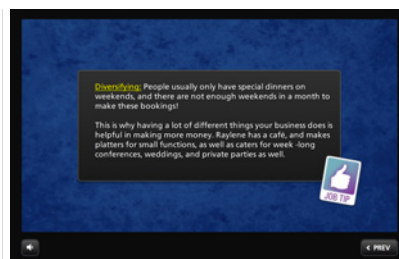 Diversifying: People usually only have special dinners on
weekends, and there are not enough weekends in a month to
make these bookings!
This is why having a lot of different things your business does is
helpful in making more money. Raylene has a café, and makes
platters for small functions, as well as caters for week -long
conferences, weddings, and private parties as well.
JOB TIP
< PREV